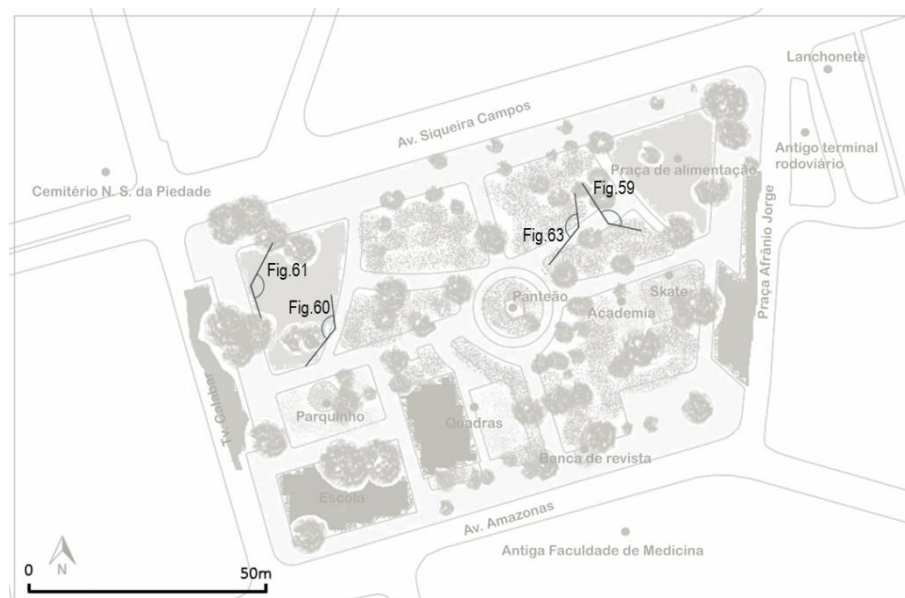 Lanchonete
Av. Siqueira Campos
Antigo terminal
rodoviário
Cemitério N. S. da Piedade
Praça de alimentação
Fig.59
Fig.63
Fig.61
Fig.60
Praça Afrânio Jorge
Skate
Panteão
Academia
Tv. Calabar
Parquinho
Quadras
Banca de revista
Escola
Av. Amazonas
Antiga Faculdade de Medicina
N
0
50m